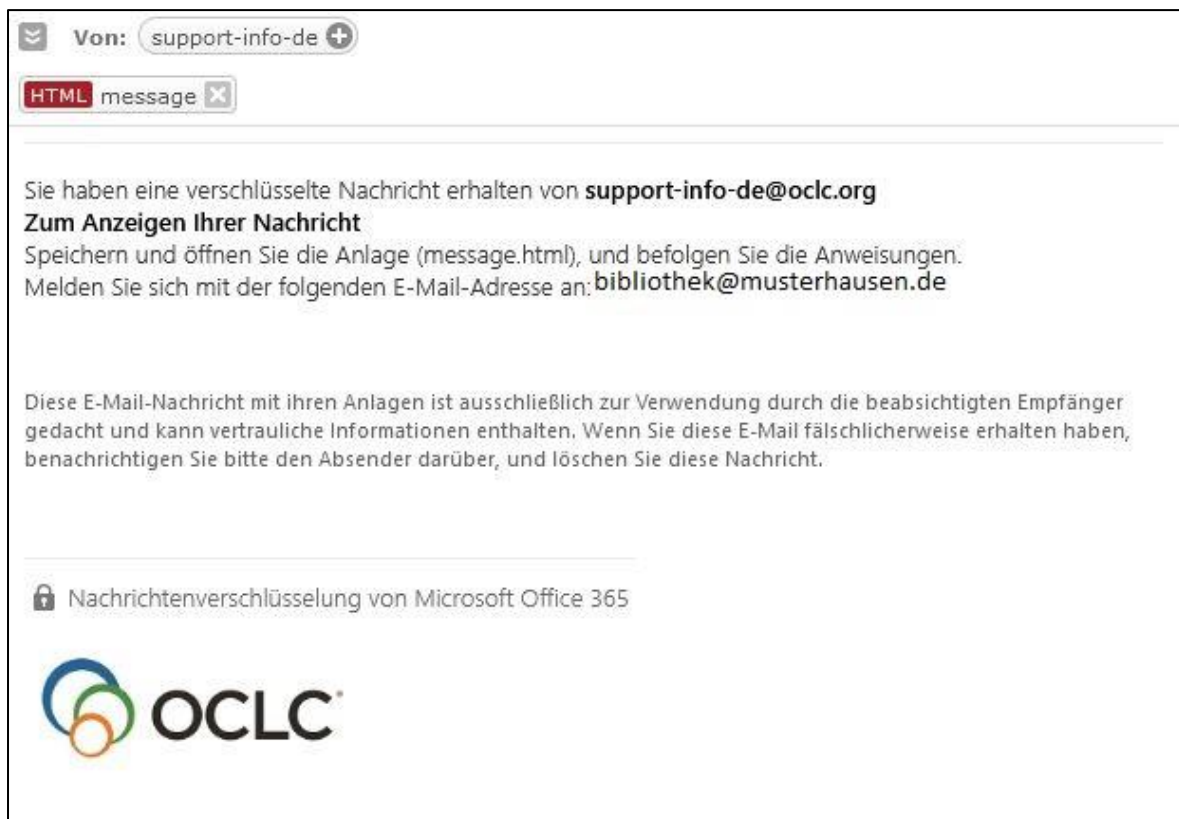 Von: support-info-de
HTML message
Sie haben eine verschlüsselte Nachricht erhalten von support-info-de@oclc.org
Zum Anzeigen Ihrer Nachricht
Speichern und öffnen Sie die Anlage (message.html), und befolgen Sie die Anweisungen.
Melden Sie sich mit der folgenden E-Mail-Adresse an: bibliothek@musterhausen.de
Diese E-Mail-Nachricht mit ihren Anlagen ist ausschließlich zur Verwendung durch die beabsichtigten Empfänger
gedacht und kann vertrauliche Informationen enthalten. Wenn Sie diese E-Mail fälschlicherweise erhalten haben,
benachrichtigen Sie bitte den Absender darüber, und löschen Sie diese Nachricht.
Nachrichtenverschlüsselung von Microsoft Office 365
OCLC